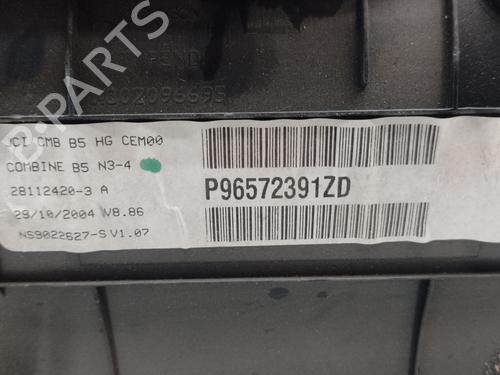 JCI CMB B5 HG CEM00
COMBINE B5 N3-4
28112420-3 A
29/10/2004 V8.86
NS9022627-S V1.07
P96572391ZD
B-PARTS